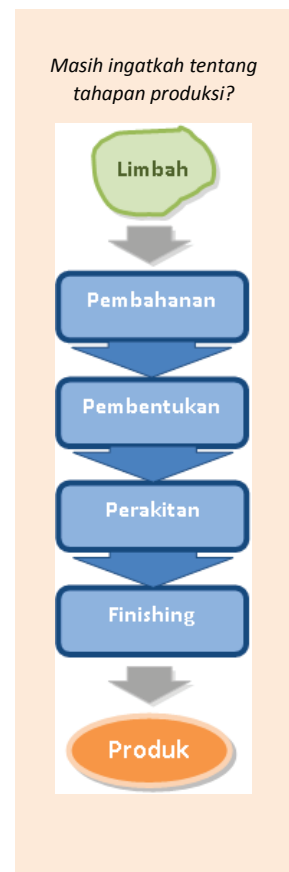 Masih ingatkah tentang
tahapan produksi?
Limbah
Pembahanan
Pembentukan
Perakitan
Finishing
Produk